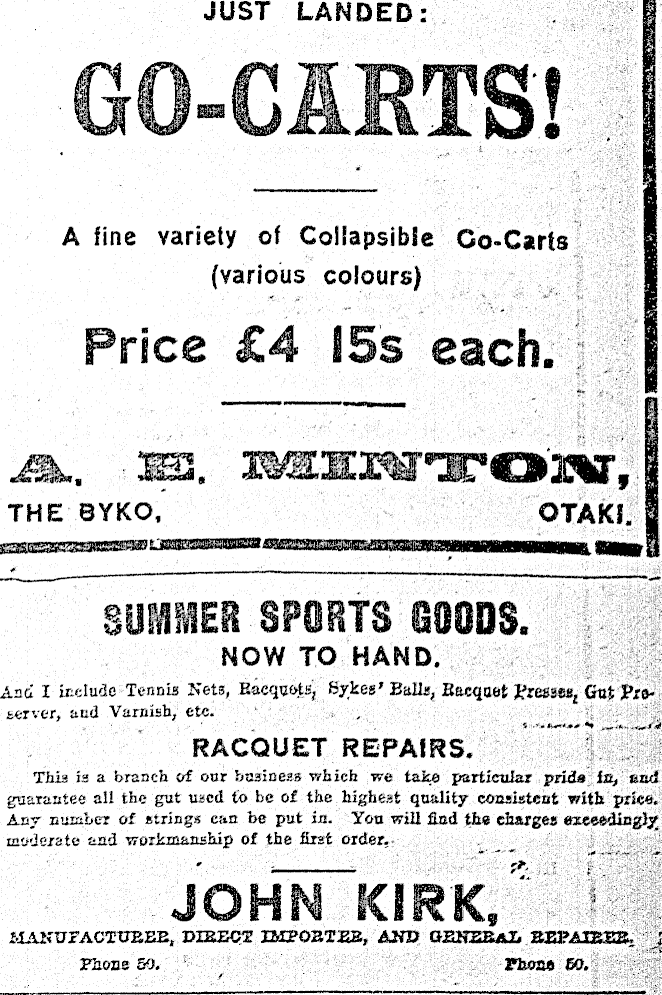 JUST LANDED:
GO-CARTS!
A fine variety of Collapsible Go-Carts
(various colours)
Price £4 15s each.
A. E. MINTON,
THE BYKO, OTAKI.
SUMMER SPORTS GOODS.
NOW TO HAND.
And I include Tennis Nets, Racquots, Sykes' Balls, Racquet Presses, Gut Pre-
server, and Varnish, etc.
RACQUET REPAIRS.
This is a branch of our business which we take particular pride in, and
guarantee all the gut used to be of the highest quality consistent with price.
Any number of strings can be put in. You will find the charges exceedingly
moderate and workmanship of the first order.
JOHN KIRK,
MANUFACTURER, DIRECT IMPORTER, AND GENERAL REPAIRER.
Phone 50. Phone 50.